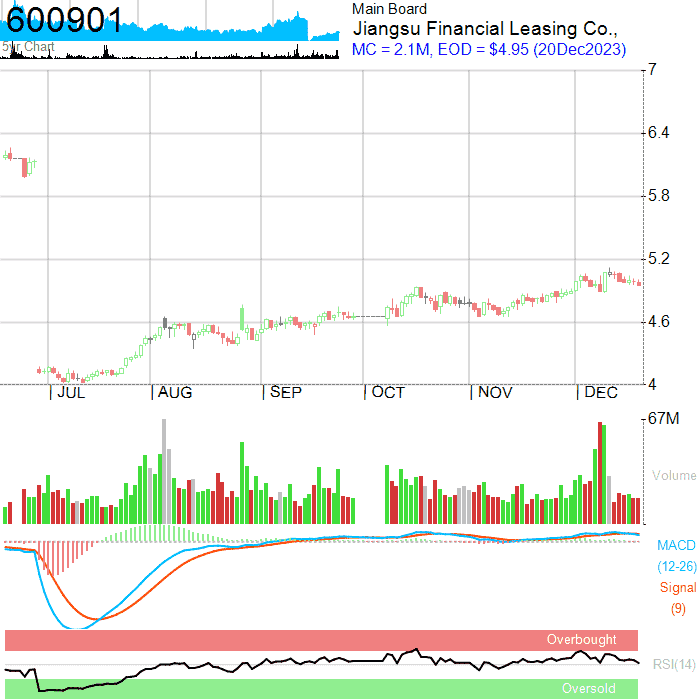 600901
5yr Chart
Main Board
Jiangsu Financial Leasing Co.,
MC = 2.1M, EOD = $4.95 (20Dec2023)
7
6.4
5.8
5.2
4.6
4
JUL
AUG
SEP
OCT
NOV
DEC
67M
Volume
MACD
(12-26)
Signal
(9)
Overbought
RSI(14)
Oversold